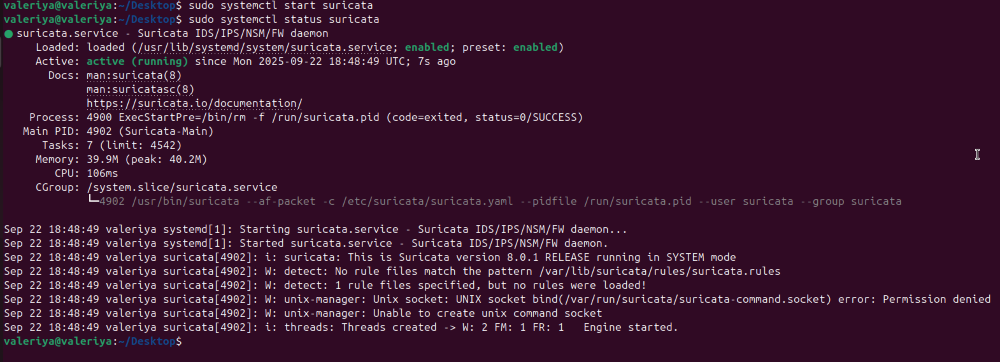 valeriya@valeriya:~/Desktop$ sudo systemctl start suricata
valeriya@valeriya:~/Desktop$ sudo systemctl status suricata
● suricata.service - Suricata IDS/IPS/NSM/FW daemon
     Loaded: loaded (/usr/lib/systemd/system/suricata.service; enabled; preset: enabled)
     Active: active (running) since Mon 2025-09-22 18:48:49 UTC; 7s ago
       Docs: man:suricata(8)
             man:suricatasc(8)
             https://suricata.io/documentation/
    Process: 4900 ExecStartPre=/bin/rm -f /run/suricata.pid (code=exited, status=0/SUCCESS)
   Main PID: 4902 (Suricata-Main)
      Tasks: 7 (limit: 4542)
     Memory: 39.9M (peak: 40.2M)
        CPU: 106ms
     CGroup: /system.slice/suricata.service
             └─4902 /usr/bin/suricata --af-packet -c /etc/suricata/suricata.yaml --pidfile /run/suricata.pid --user suricata --group suricata

Sep 22 18:48:49 valeriya systemd[1]: Starting suricata.service - Suricata IDS/IPS/NSM/FW daemon...
Sep 22 18:48:49 valeriya systemd[1]: Started suricata.service - Suricata IDS/IPS/NSM/FW daemon.
Sep 22 18:48:49 valeriya suricata[4902]: i: suricata: This is Suricata version 8.0.1 RELEASE running in SYSTEM mode
Sep 22 18:48:49 valeriya suricata[4902]: W: detect: No rule files match the pattern /var/lib/suricata/rules/suricata.rules
Sep 22 18:48:49 valeriya suricata[4902]: W: detect: 1 rule files specified, but no rules were loaded!
Sep 22 18:48:49 valeriya suricata[4902]: W: unix-manager: Unix socket: UNIX socket bind(/var/run/suricata/suricata-command.socket) error: Permission denied
Sep 22 18:48:49 valeriya suricata[4902]: W: unix-manager: Unable to create unix command socket
Sep 22 18:48:49 valeriya suricata[4902]: i: threads: Threads created -> W: 2 FM: 1 FR: 1   Engine started.
valeriya@valeriya:~/Desktop$